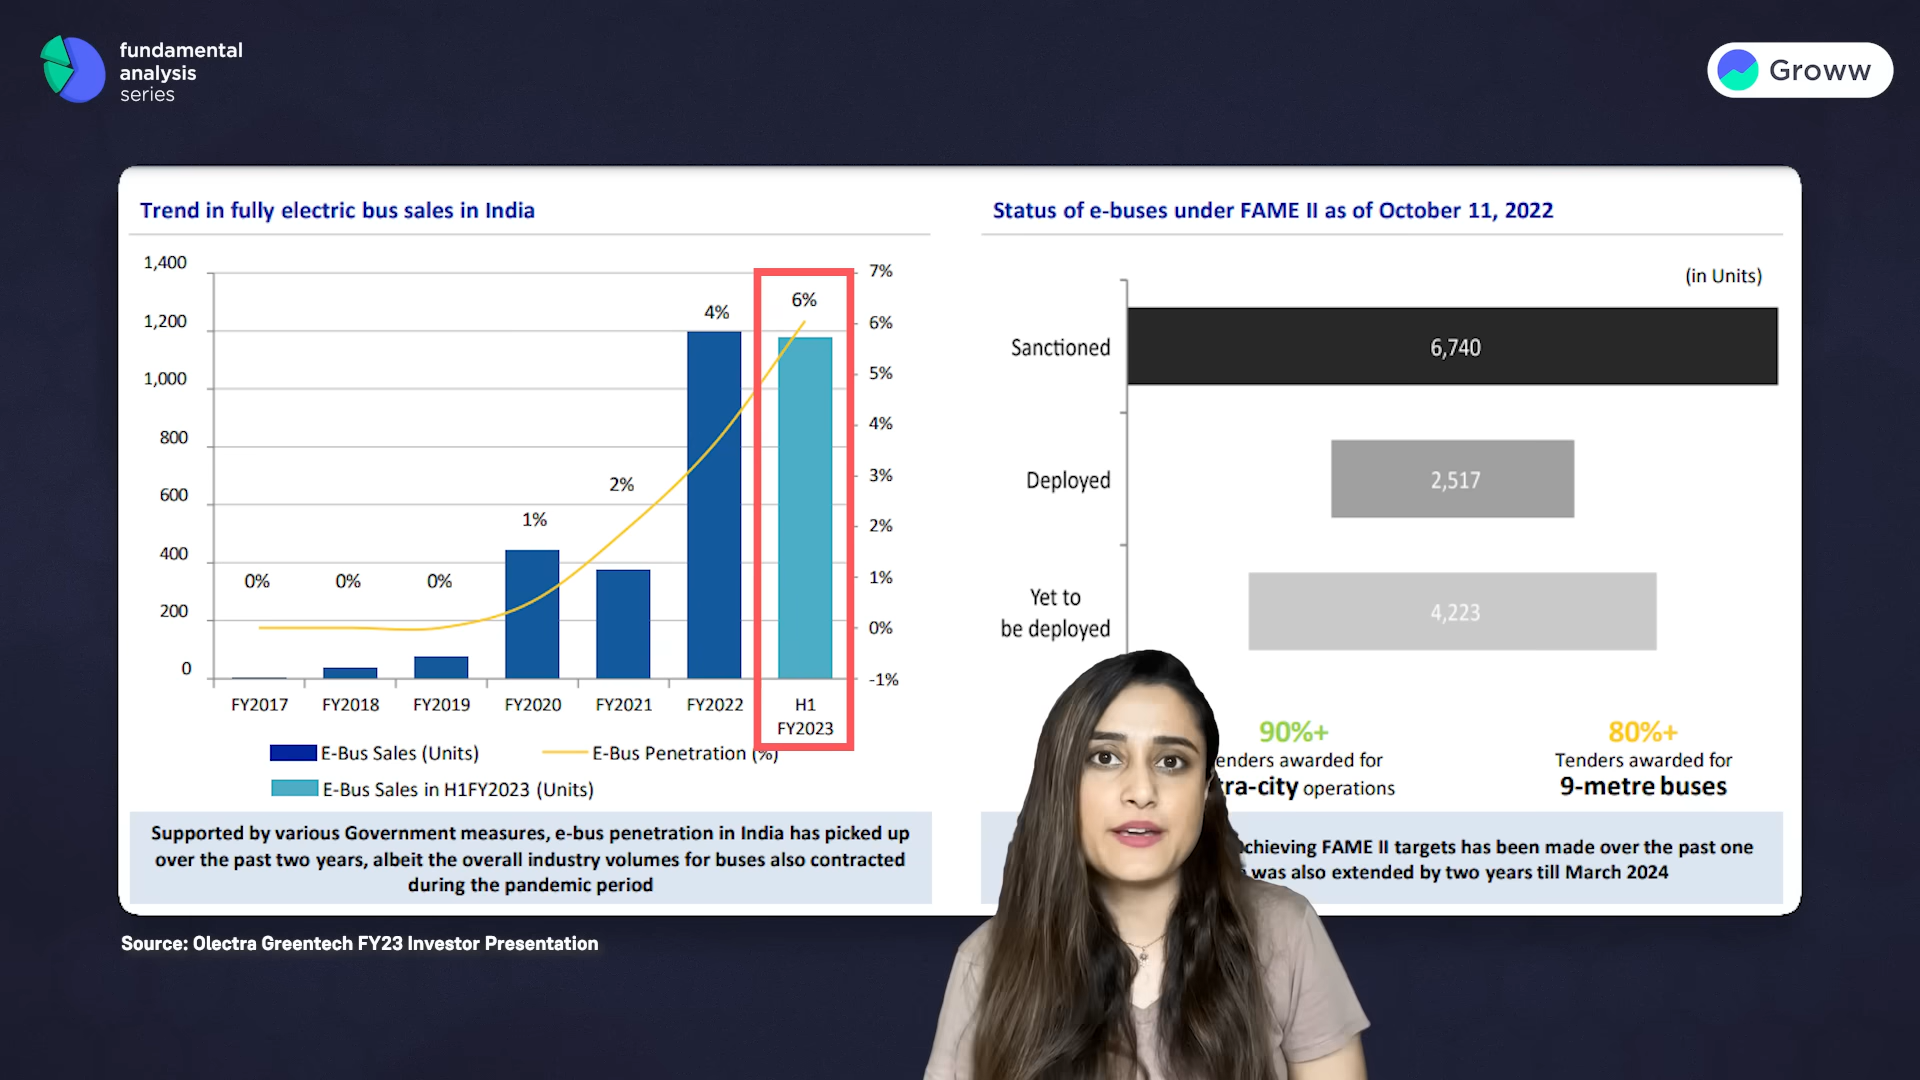 fundamental
analysis
series
Groww
Trend in fully electric bus sales in India
1,400
1,200
1,000
800
600
400
200
0
7%
6%
5%
4%
3%
2%
1%
0%
-1%
0%
0%
0%
1%
2%
4%
6%
FY2017
FY2018
FY2019
FY2020
FY2021
FY2022
H1
FY2023
E-Bus Sales (Units)
E-Bus Penetration (%)
E-Bus Sales in H1FY2023 (Units)
Supported by various Government measures, e-bus penetration in India has picked up
over the past two years, albeit the overall industry volumes for buses also contracted
during the pandemic period
Status of e-buses under FAME II as of October 11, 2022
(in Units)
Sanctioned
6,740
Deployed
2,517
Yet to
be deployed
4,223
90%+
enders awarded for
ra-city operations
80%+
Tenders awarded for
9-metre buses
chieving FAME II targets has been made over the past one
was also extended by two years till March 2024
Source: Olectra Greentech FY23 Investor Presentation